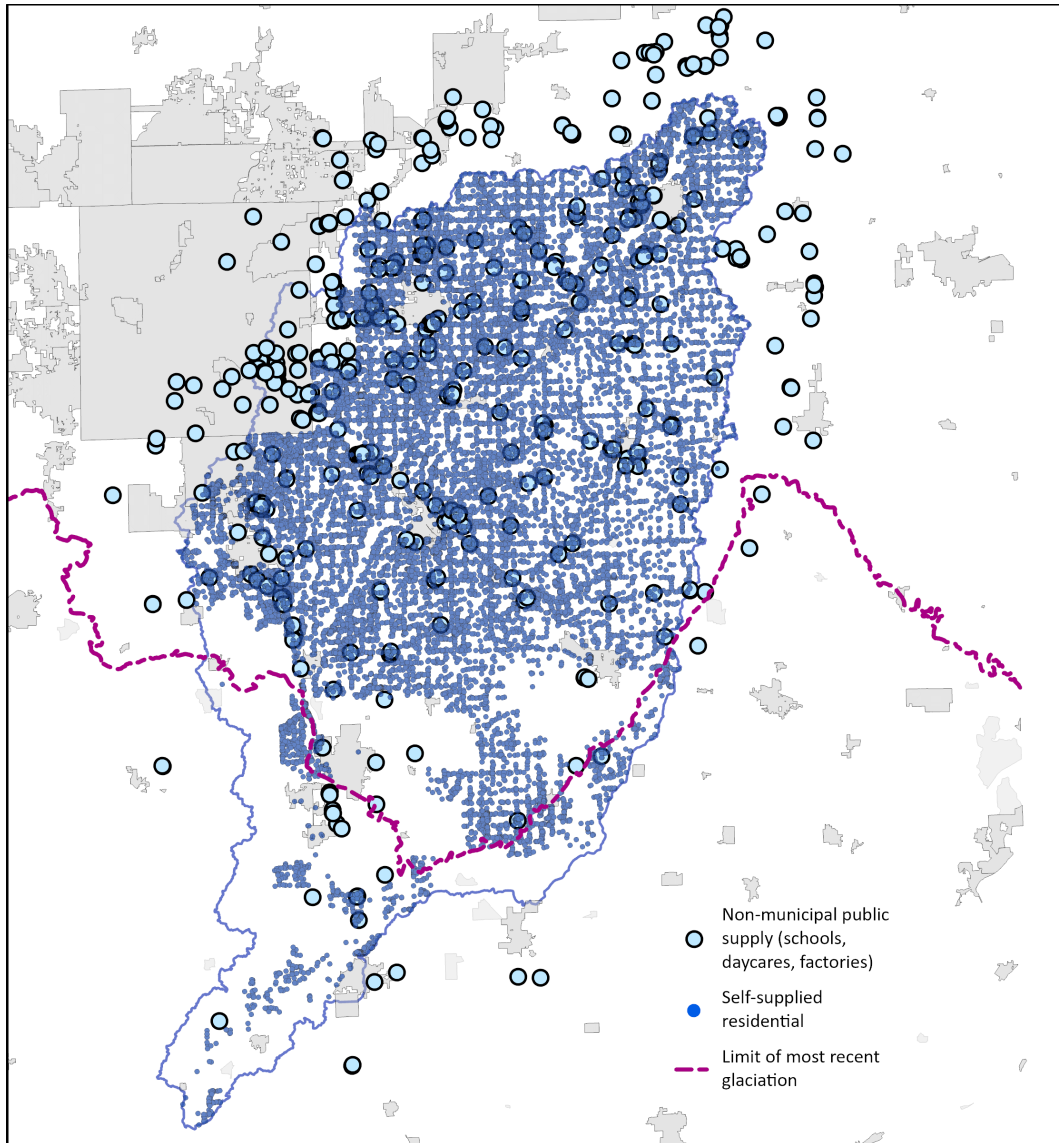 Non-municipal public
supply (schools,
daycares, factories)
Self-supplied
residential
Limit of most recent
glaciation